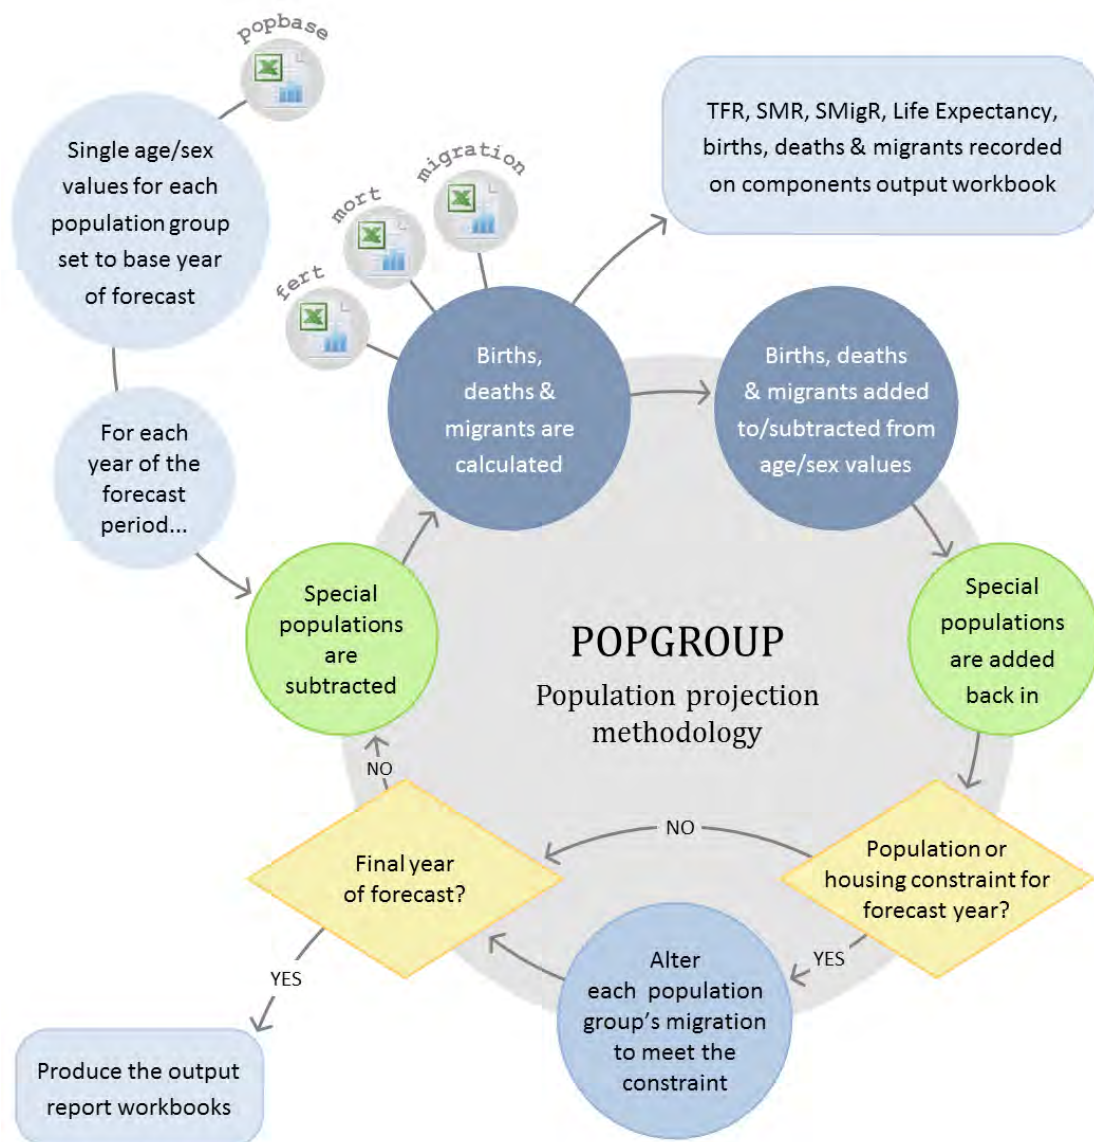 popbase
Single age/sex
values for each
population group
set to base year
of forecast
TFR, SMR, SMigR, Life Expectancy,
births, deaths & migrants recorded
on components output workbook
migration
mort
fert
For each
year of the
forecast
period...
Births,
deaths &
migrants are
calculated
Births, deaths
& migrants added
to/subtracted from
age/sex values
Special
populations
are
subtracted
Special
populations
are added
back in
POPGROUP
Population projection
methodology
NO
NO
Final year
of forecast?
Population or
housing constraint for
forecast year?
YES
YES
Alter
each population
group's migration
to meet the
constraint
Produce the output
report workbooks